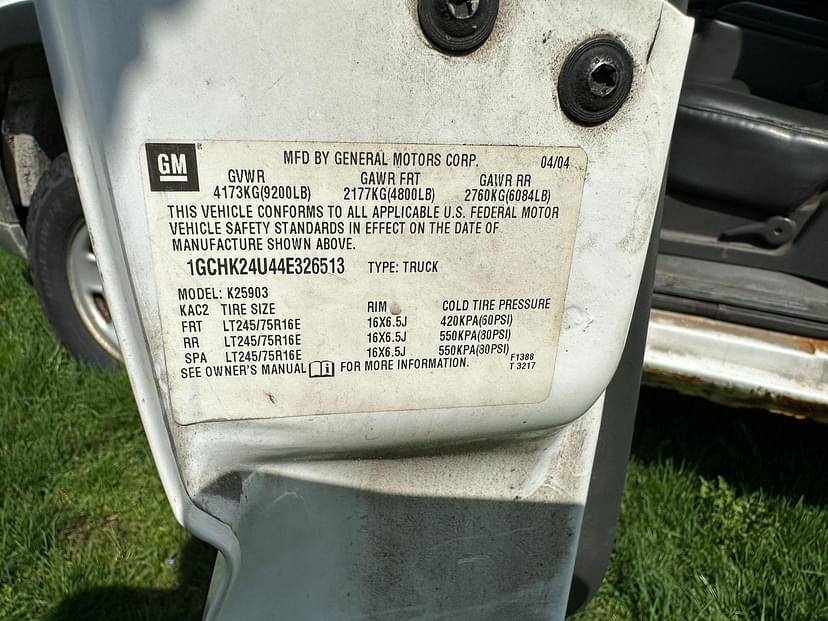 GM MFD BY GENERAL MOTORS CORP. 04/04
GVWR GAWR FRT GAWR RR
4173KG(9200LB) 2177KG(4800LB) 2760KG(6084LB)
THIS VEHICLE CONFORMS TO ALL APPLICABLE U.S. FEDERAL MOTOR
VEHICLE SAFETY STANDARDS IN EFFECT ON THE DATE OF
MANUFACTURE SHOWN ABOVE.
1GCHK24U44E326513 TYPE: TRUCK
MODEL: K25903
KAC2 TIRE SIZE RIM COLD TIRE PRESSURE
FRT LT245/75R16E 16X6.5J 420KPA(60PSI)
RR LT245/75R16E 16X6.5J 550KPA(80PSI)
SPA LT245/75R16E 16X6.5J 550KPA(80PSI)
SEE OWNER'S MANUAL FOR MORE INFORMATION.
F1388
T3217